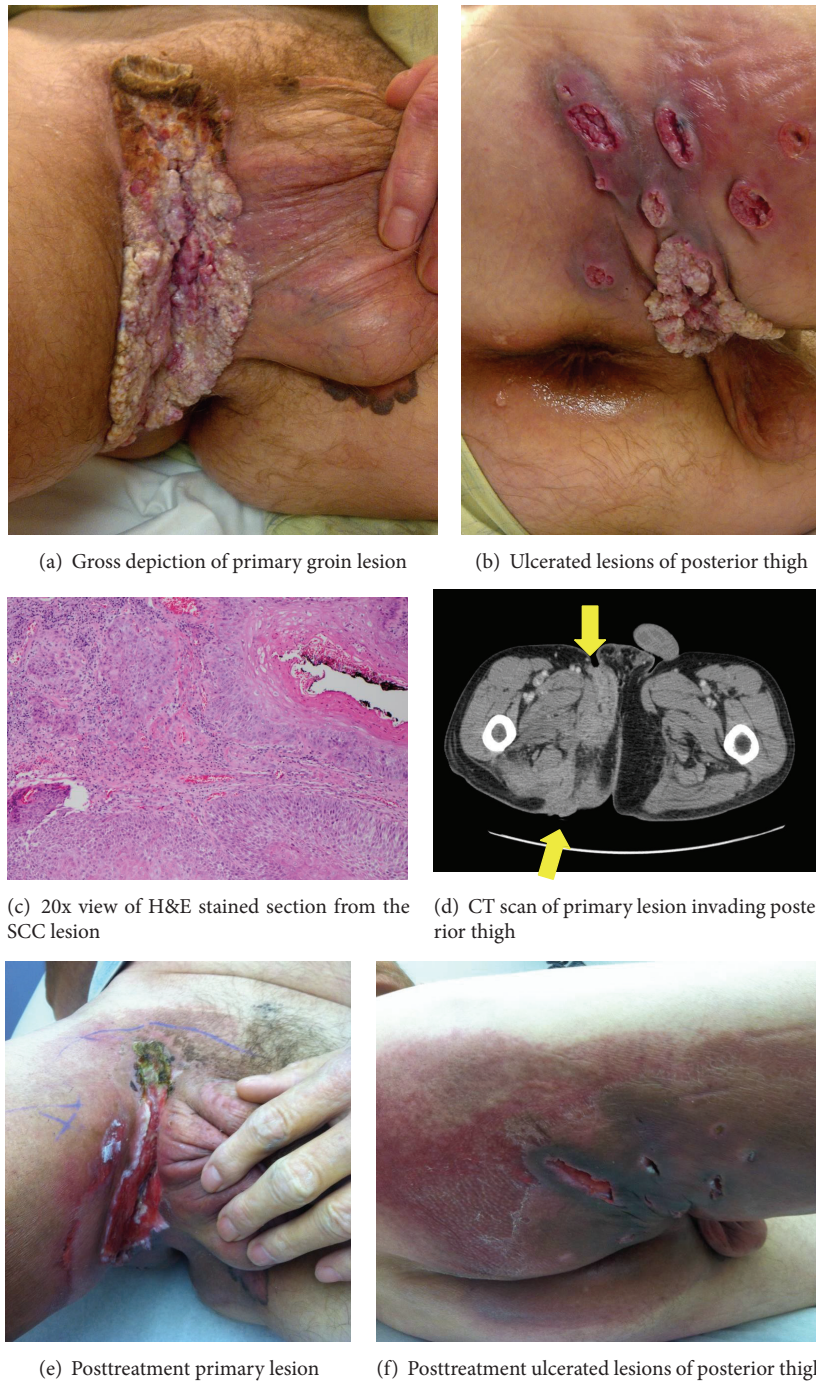 (a) Gross depiction of primary groin lesion
(b) Ulcerated lesions of posterior thigh
(c) 20x view of H&E stained section from the
SCC lesion
(d) CT scan of primary lesion invading poste
rior thigh
(e) Posttreatment primary lesion
(f) Posttreatment ulcerated lesions of posterior thigh